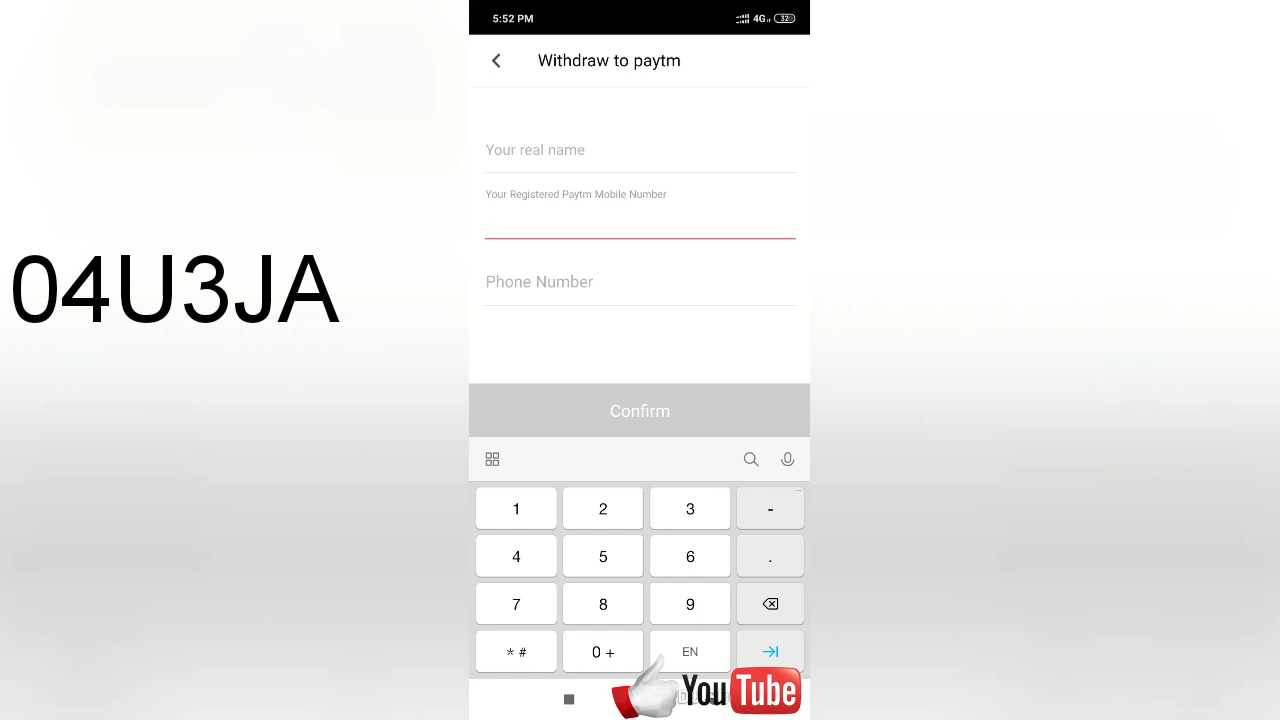 5:52 PM 4G 32
Withdraw to paytm
Your real name
Your Registered Paytm Mobile Number
04U3JA
Phone Number
Confirm
1 2 3 -
4 5 6 .
7 8 9
* # 0 + EN
YouTube